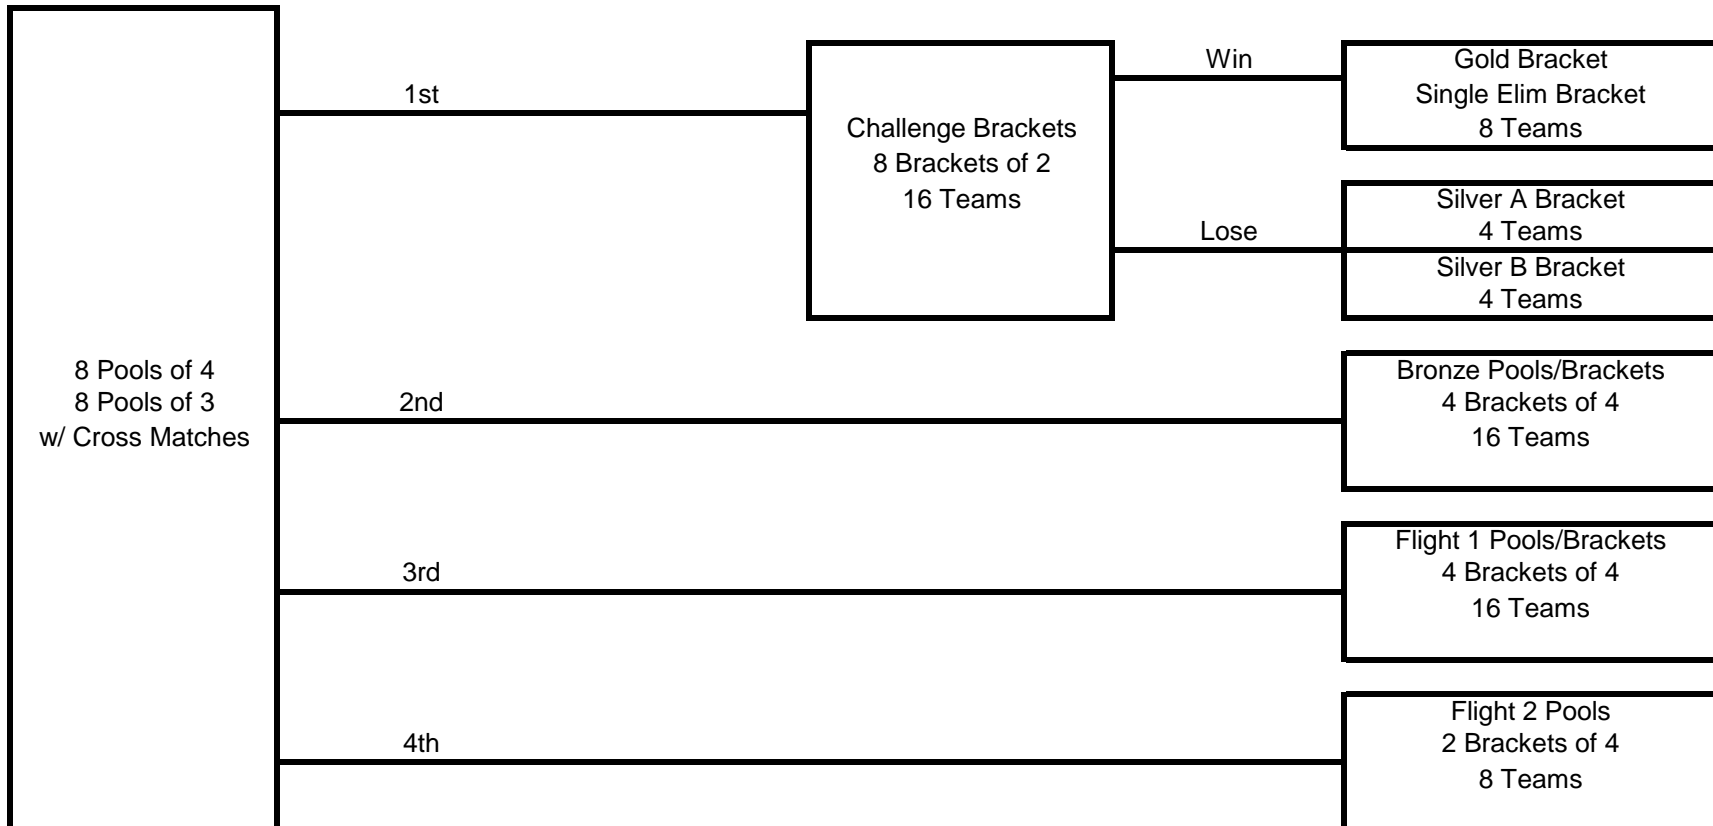 8 Pools of 4
8 Pools of 3
w/ Cross Matches
1st
2nd
3rd
4th
Challenge Brackets
8 Brackets of 2
16 Teams
Win
Lose
Gold Bracket
Single Elim Bracket
8 Teams
Silver A Bracket
4 Teams
Silver B Bracket
4 Teams
Bronze Pools/Brackets
4 Brackets of 4
16 Teams
Flight 1 Pools/Brackets
4 Brackets of 4
16 Teams
Flight 2 Pools
2 Brackets of 4
8 Teams